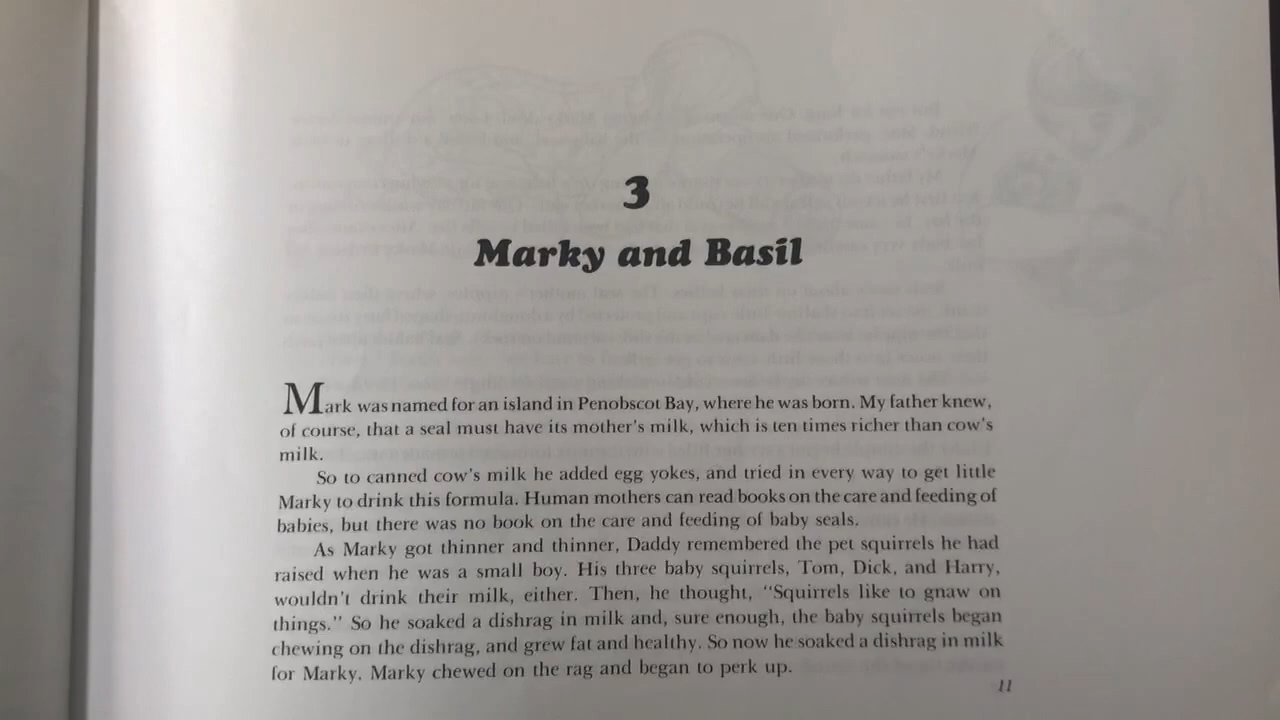 3
Marky and Basil
Mark was named for an island in Penobscot Bay, where he was born. My father knew,
of course, that a seal must have its mother's milk, which is ten times richer than cow's
milk.
So to canned cow's milk he added egg yokes, and tried in every way to get little
Marky to drink this formula. Human mothers can read books on the care and feeding of
babies, but there was no book on the care and feeding of baby seals.
As Marky got thinner and thinner, Daddy remembered the pet squirrels he had
raised when he was a small boy. His three baby squirrels, Tom, Dick, and Harry,
wouldn't drink their milk, either. Then, he thought, "Squirrels like to gnaw on
things." So he soaked a dishrag in milk and, sure enough, the baby squirrels began
chewing on the dishrag, and grew fat and healthy. So now he soaked a dishrag in milk
for Marky. Marky chewed on the rag and began to perk up.
11